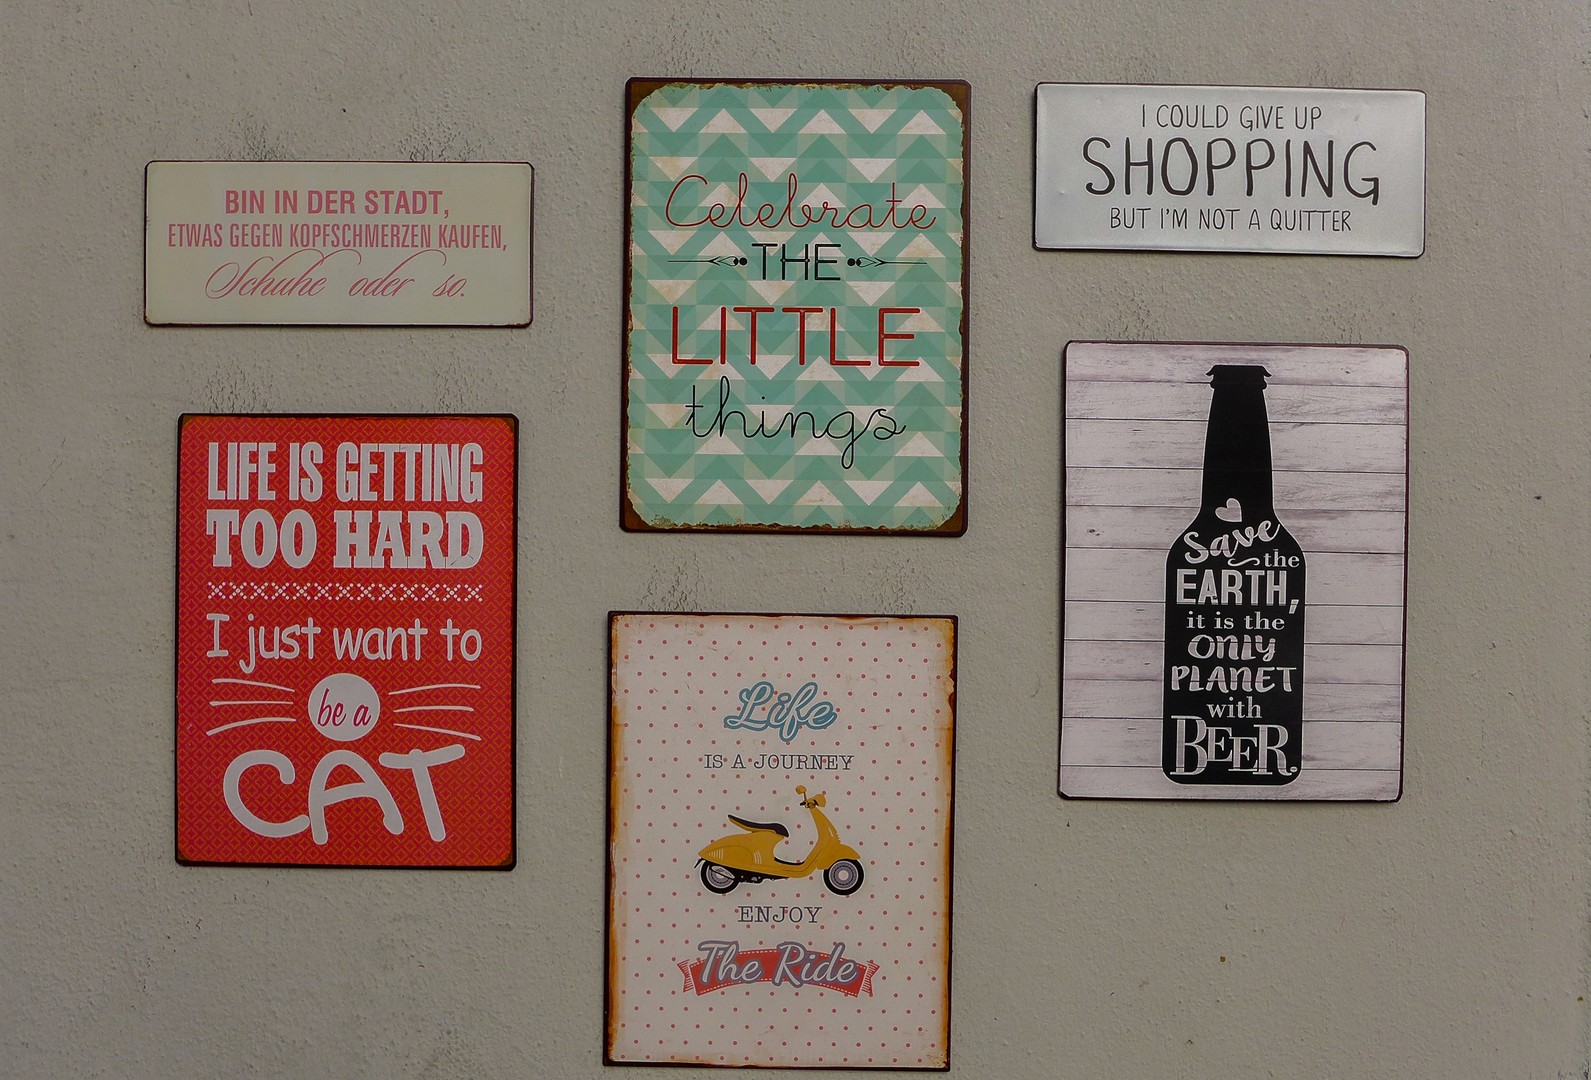 BIN IN DER STADT,
ETWAS GEGEN KOPFSCHMERZEN KAUFEN,
Schuhe oder so.
LIFE IS GETTING
TOO HARD
I just want to
be a
CAT
Celebrate
THE
LITTLE
things
Life
IS A JOURNEY
ENJOY
The Ride
I COULD GIVE UP
SHOPPING
BUT I'M NOT A QUITTER
Save
the
EARTH,
it is the
ONLY
PLANET
with
BEER.